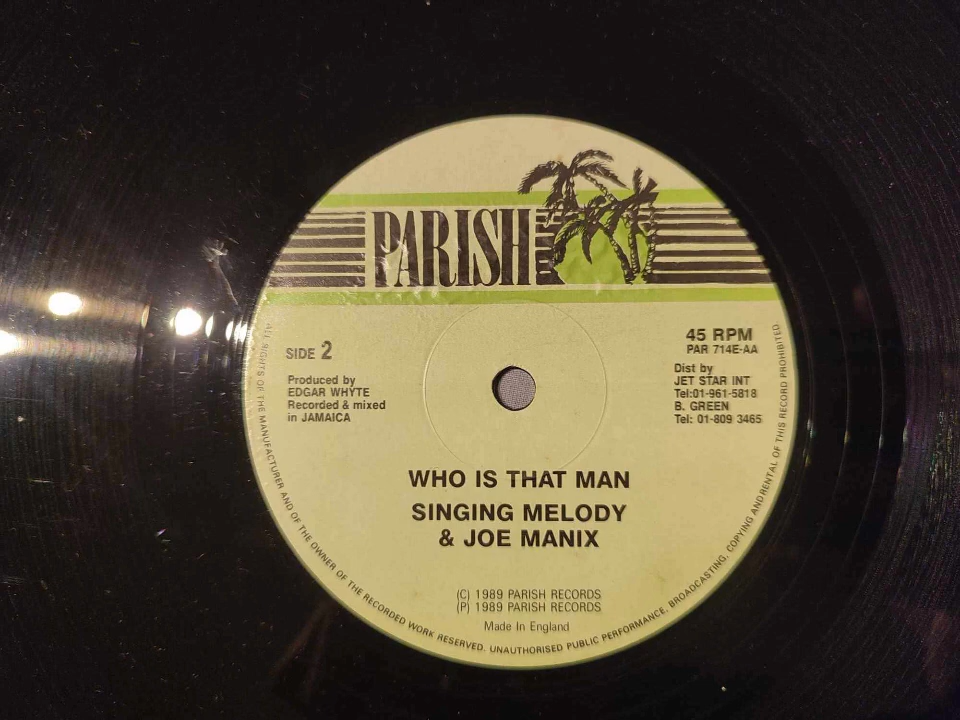 PARISH
SIDE 2
45 RPM
PAR 714E-AA
Produced by
EDGAR WHYTE
Recorded & mixed
in JAMAICA
Dist by
JET STAR INT
Tel:01-961-5818
B. GREEN
Tel: 01-809 3465
WHO IS THAT MAN
SINGING MELODY
& JOE MANIX
(C) 1989 PARISH RECORDS
(P) 1989 PARISH RECORDS
Made In England
ALL RIGHTS OF THE MANUFACTURER AND OF THE OWNER OF THE RECORDED WORK RESERVED. UNAUTHORISED PUBLIC PERFORMANCE, BROADCASTING, COPYING AND RENTAL OF THIS RECORD PROHIBITED